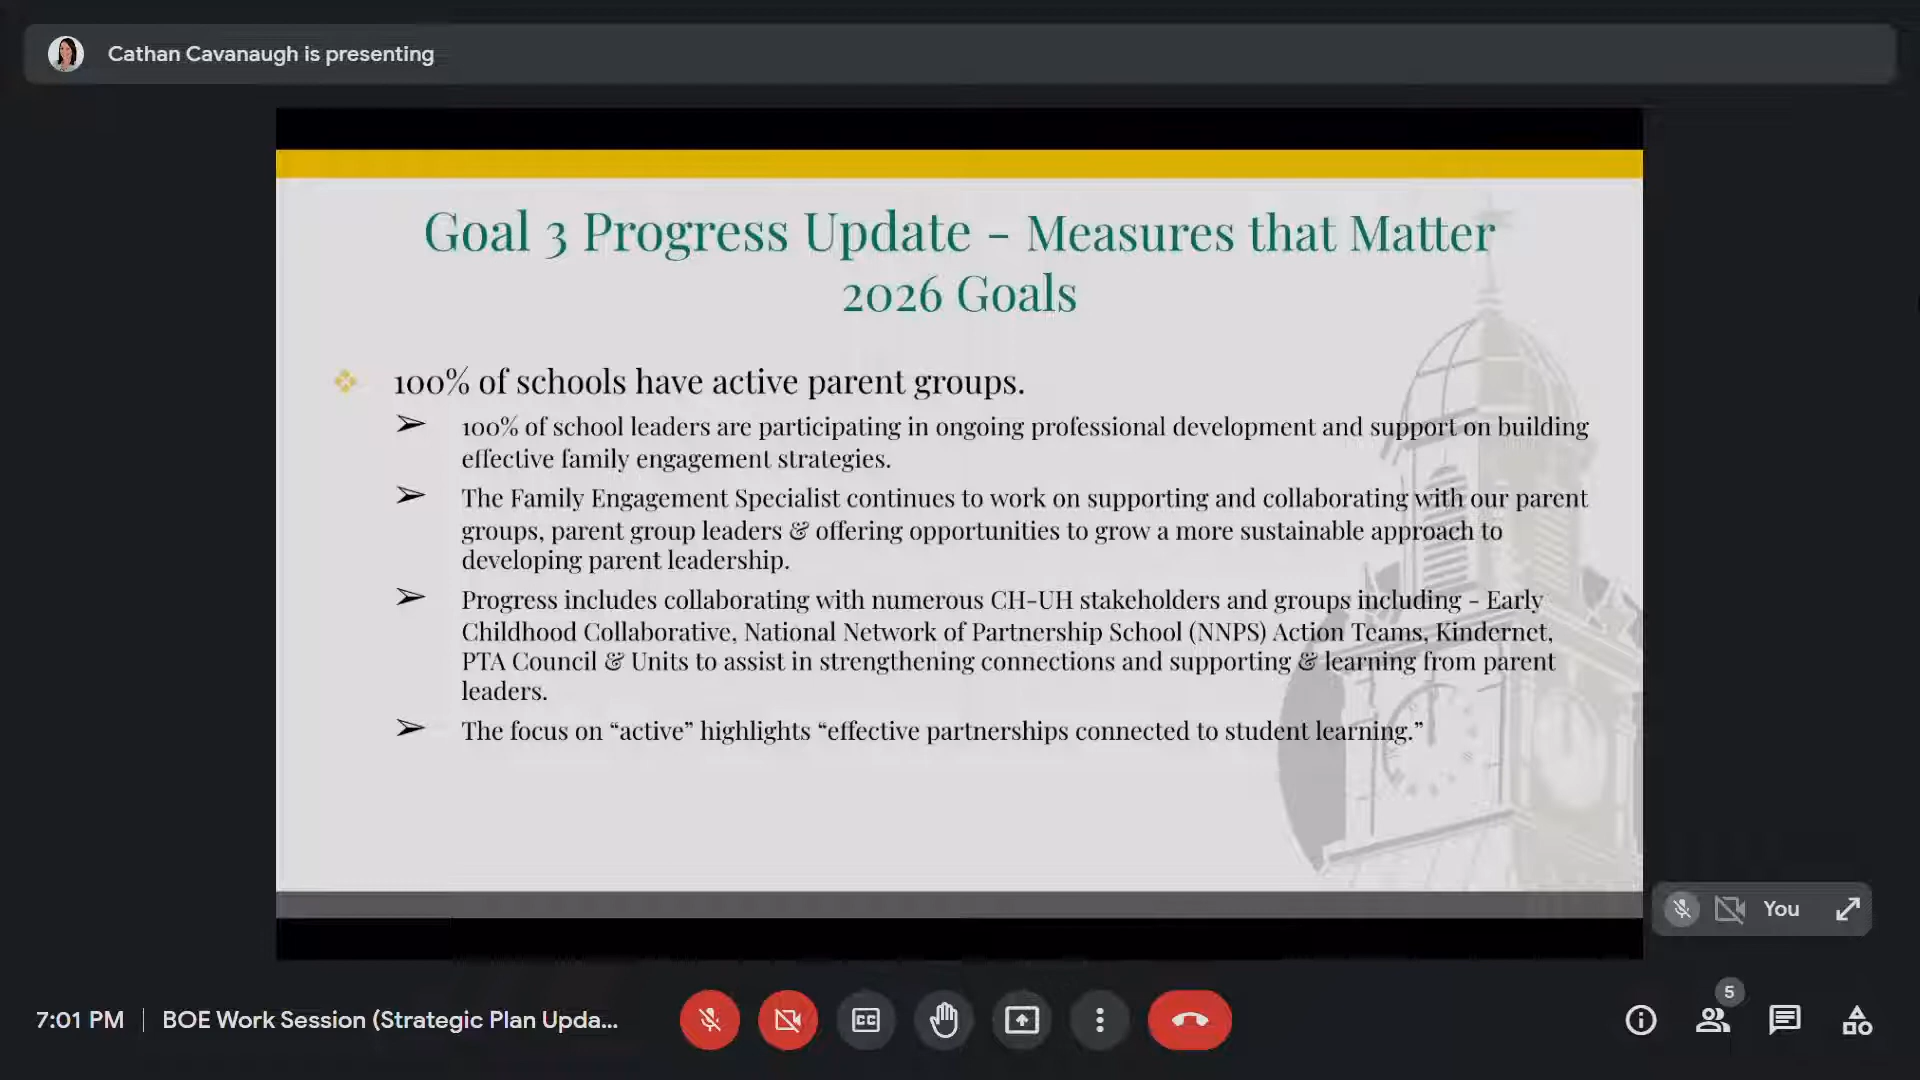 Cathan Cavanaugh is presenting
Goal 3 Progress Update - Measures that Matter
2026 Goals
100% of schools have active parent groups.
100% of school leaders are participating in ongoing professional development and support on building
effective family engagement strategies.
The Family Engagement Specialist continues to work on supporting and collaborating with our parent
groups, parent group leaders & offering opportunities to grow a more sustainable approach to
developing parent leadership.
Progress includes collaborating with numerous CH-UH stakeholders and groups including - Early
Childhood Collaborative, National Network of Partnership School (NNPS) Action Teams, Kindernet,
PTA Council & Units to assist in strengthening connections and supporting & learning from parent
leaders.
The focus on “active” highlights “effective partnerships connected to student learning.”
You
5
7:01 PM
BOE Work Session (Strategic Plan Upda...
CC